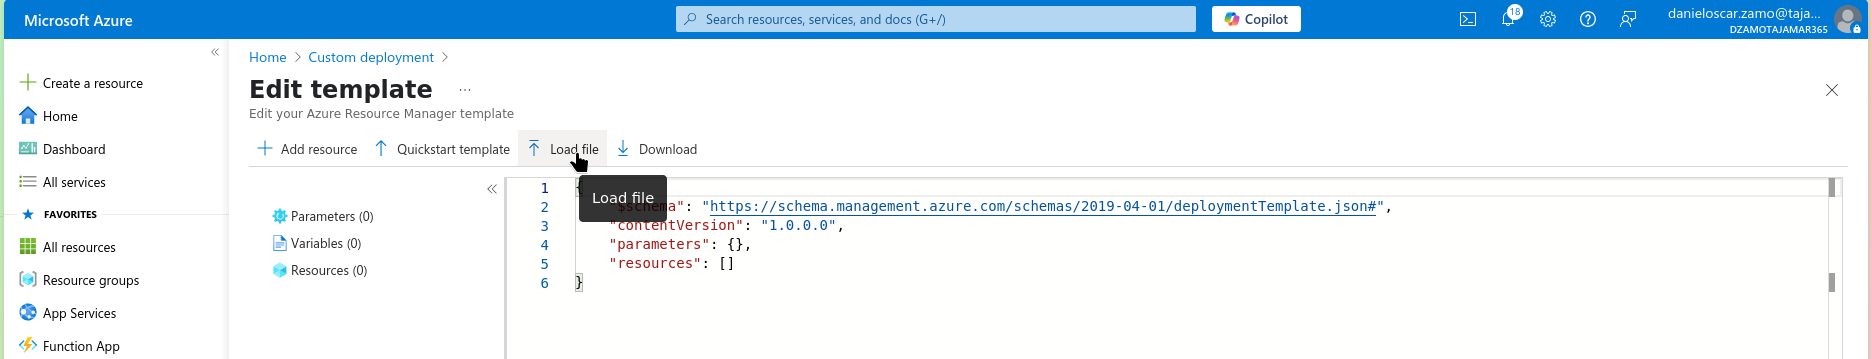 Microsoft Azure
Search resources, services, and docs (G+/)
Copilot
18
danieloscar.zamo@taja...
DZAMOTAJAMAR365
Create a resource
Home
Dashboard
All services
FAVORITES
All resources
Resource groups
App Services
Function App
Home > Custom deployment >
Edit template ...
Edit your Azure Resource Manager template
Add resource
Quickstart template
Load file
Download
Load file
Parameters (0)
Variables (0)
Resources (0)
1 {
2 $schema": "https://schema.management.azure.com/schemas/2019-04-01/deploymentTemplate.json#",
3 "contentVersion": "1.0.0.0",
4 "parameters": {},
5 "resources": []
6 }